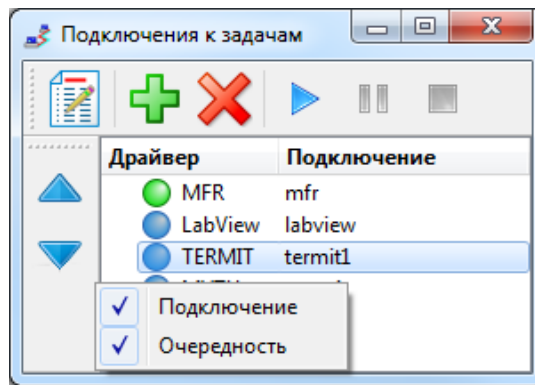 Подключения к задачам
Драйвер Подключение
MFR mfr
LabView labview
TERMIT termit1
Подключение
Очередность